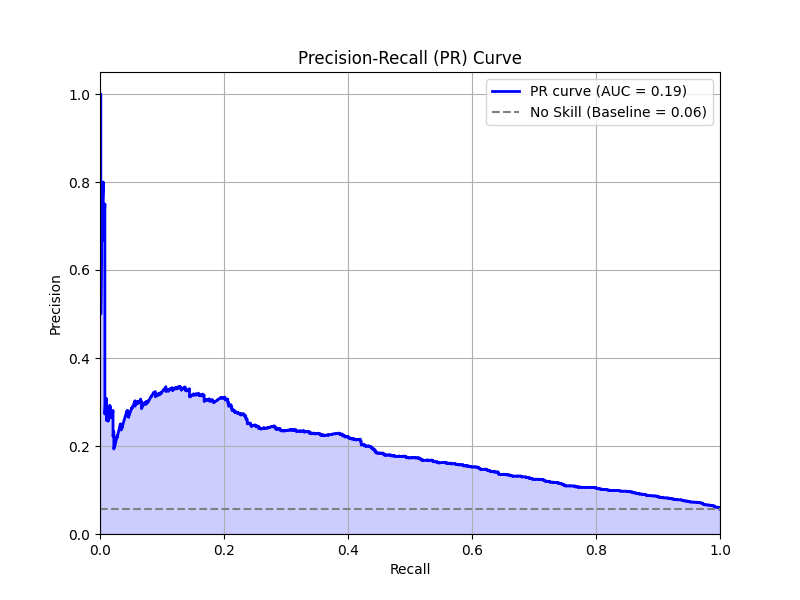 Precision-Recall (PR) Curve
PR curve (AUC = 0.19)
No Skill (Baseline = 0.06)
Precision
1.0
0.8
0.6
0.4
0.2
0.0
0.0 0.2 0.4 0.6 0.8 1.0
Recall